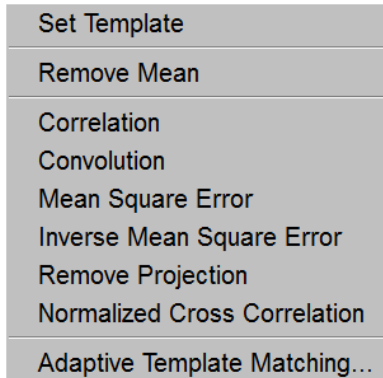 Set Template
Remove Mean
Correlation
Convolution
Mean Square Error
Inverse Mean Square Error
Remove Projection
Normalized Cross Correlation
Adaptive Template Matching...